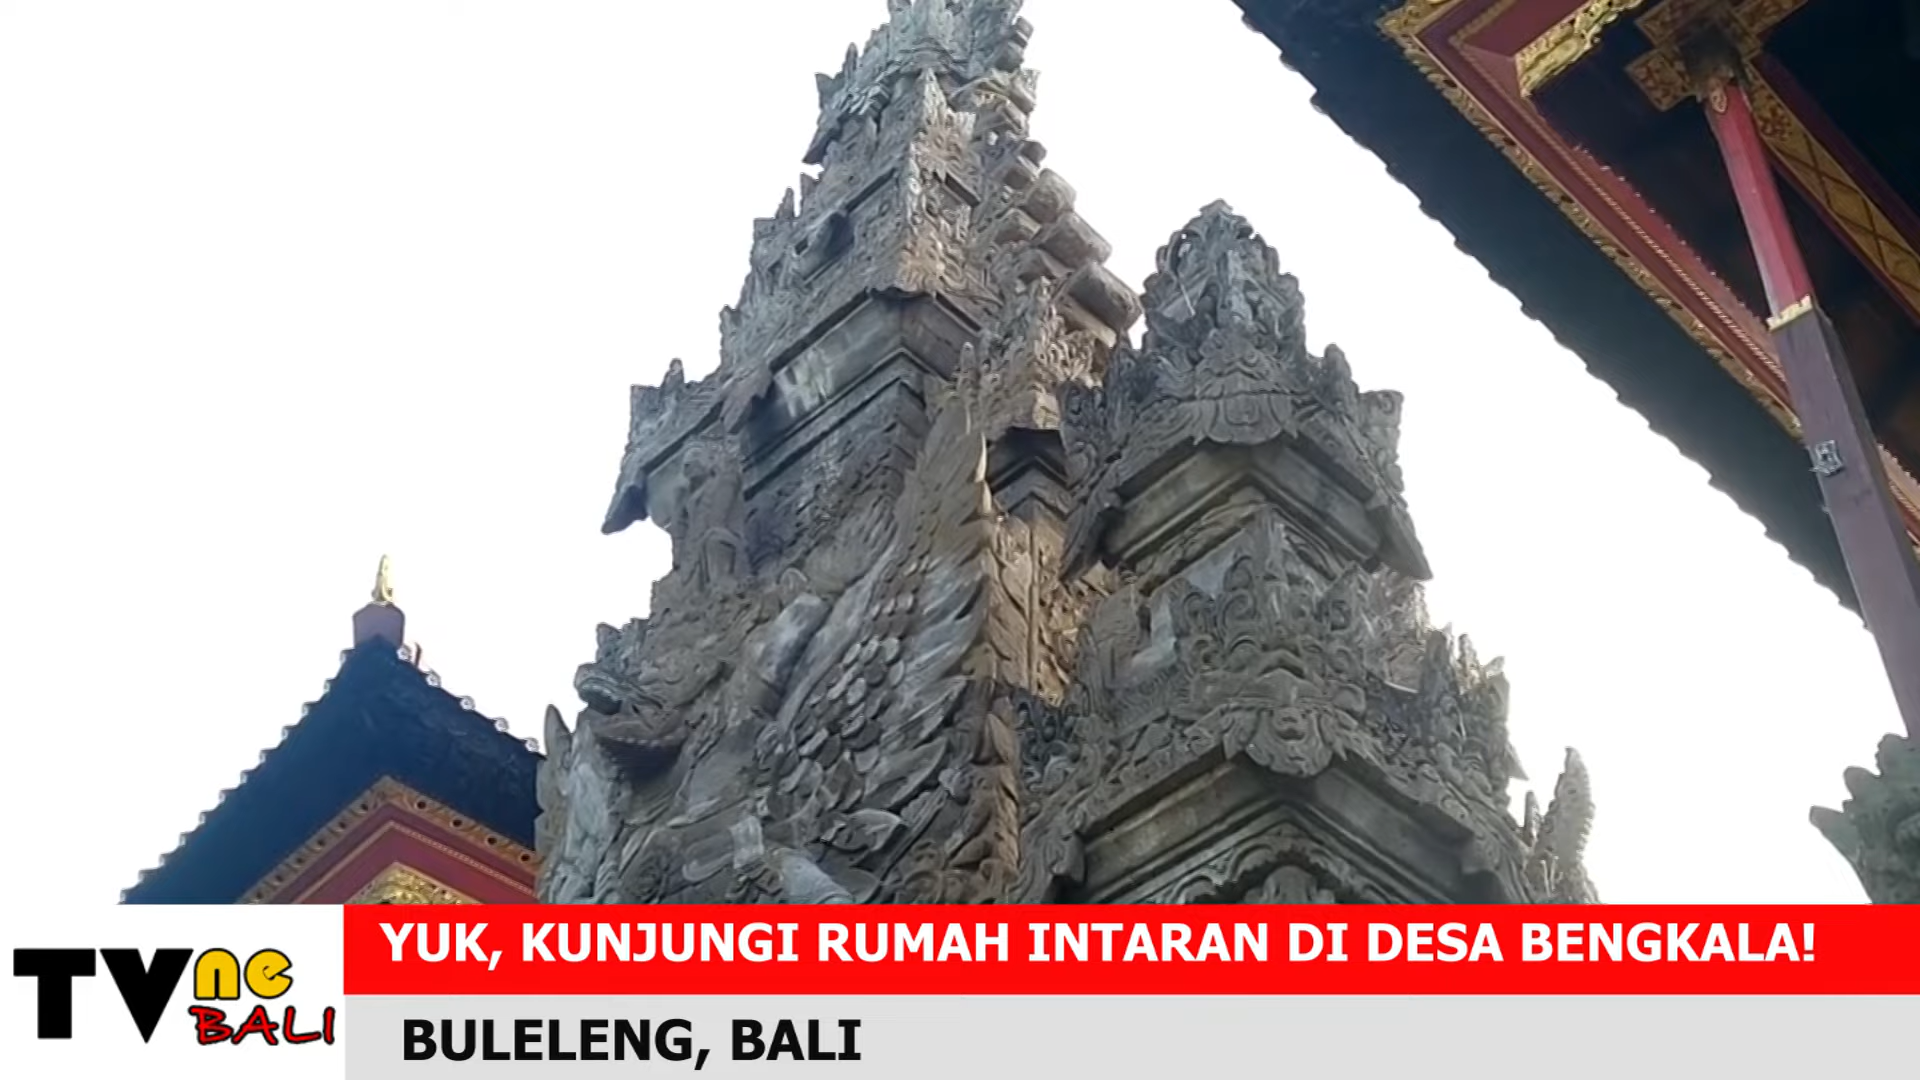 YUK, KUNJUNGI RUMAH INTARAN DI DESA BENGKALA!
TVne
BALI
BULELENG, BALI